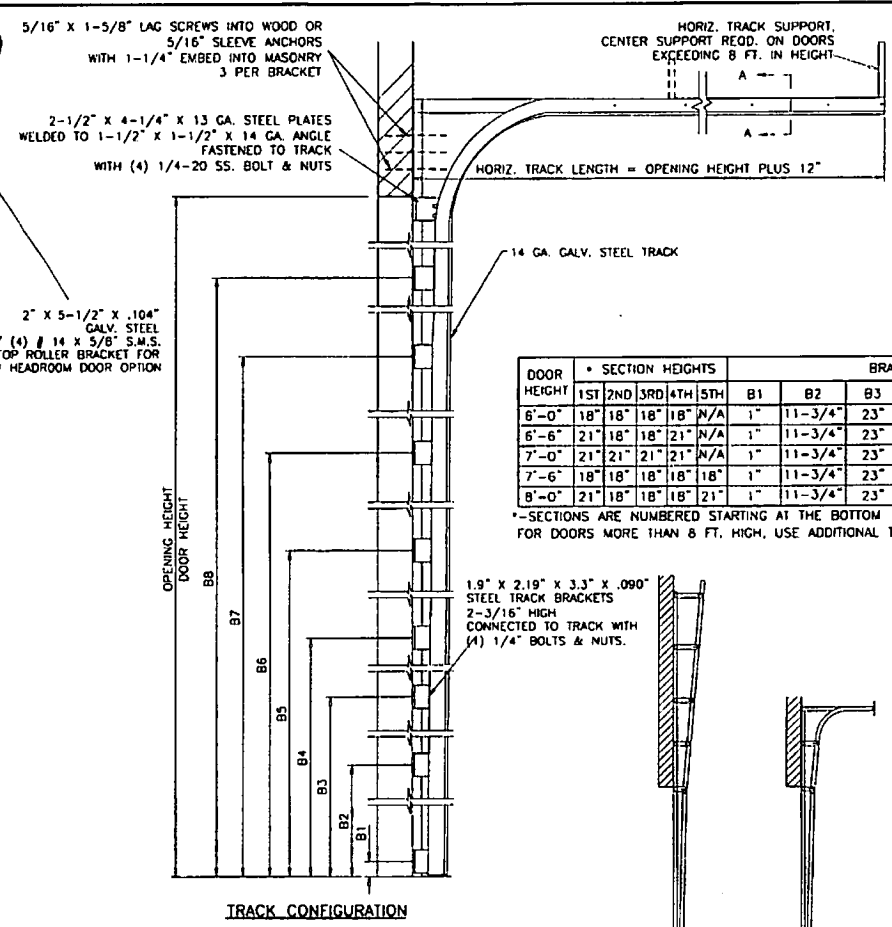 5/16" X 1-5/8" LAG SCREWS INTO WOOD OR
5/16" SLEEVE ANCHORS
WITH 1-1/4" EMBED INTO MASONRY
3 PER BRACKET
HORIZ. TRACK SUPPORT,
CENTER SUPPORT REQD. ON DOORS
EXCEEDING 8 FT. IN HEIGHT
A
A
2-1/2" X 4-1/4" X 13 GA. STEEL PLATES
WELDED TO 1-1/2" X 1-1/2" X 14 GA. ANGLE
FASTENED TO TRACK
WITH (4) 1/4-20 SS. BOLT & NUTS
HORIZ. TRACK LENGTH = OPENING HEIGHT PLUS 12"
14 GA. GALV. STEEL TRACK
2" X 5-1/2" X .104"
GALV. STEEL
(4) # 14 X 5/8" S.M.S.
TOP ROLLER BRACKET FOR
HEADROOM DOOR OPTION
DOOR HEIGHT * SECTION HEIGHTS BRA
1ST 2ND 3RD 4TH 5TH B1 B2 B3
6'-0" 18" 18" 18" 18" N/A 1" 11-3/4" 23"
6'-6" 21" 18" 18" 21" N/A 1" 11-3/4" 23"
7'-0" 21" 21" 21" 21" N/A 1" 11-3/4" 23"
7'-6" 18" 18" 18" 18" 18" 1" 11-3/4" 23"
8'-0" 21" 18" 18" 18" 21" 1" 11-3/4" 23"
*-SECTIONS ARE NUMBERED STARTING AT THE BOTTOM
FOR DOORS MORE THAN 8 FT. HIGH, USE ADDITIONAL
OPENING HEIGHT
DOOR HEIGHT
B8
B7
B6
B5
B4
B3
B2
B1
1.9" X 2.19" X 3.3" X .090"
STEEL TRACK BRACKETS
2-3/16" HIGH
CONNECTED TO TRACK WITH
(1) 1/4" BOLTS & NUTS.
TRACK CONFIGURATION